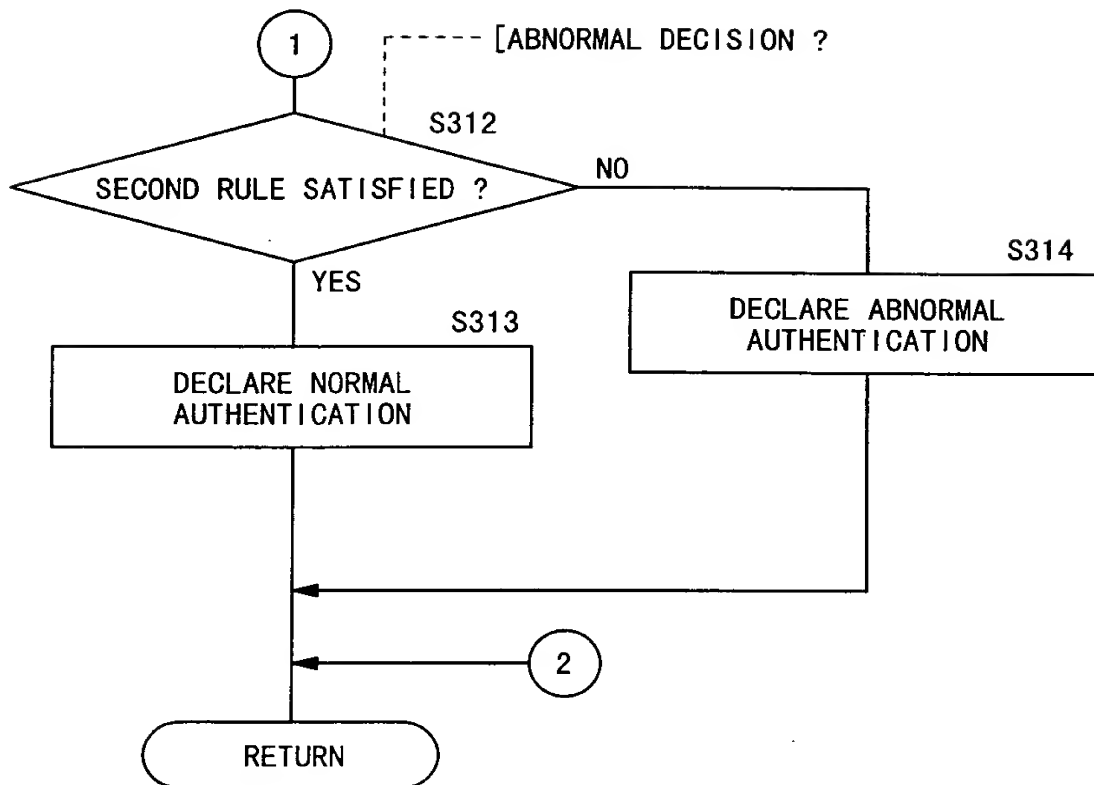 1
[ABNORMAL DECISION ?
S312
SECOND RULE SATISFIED ?
NO
YES
S314
DECLARE ABNORMAL
AUTHENTICATION
S313
DECLARE NORMAL
AUTHENTICATION
2
RETURN